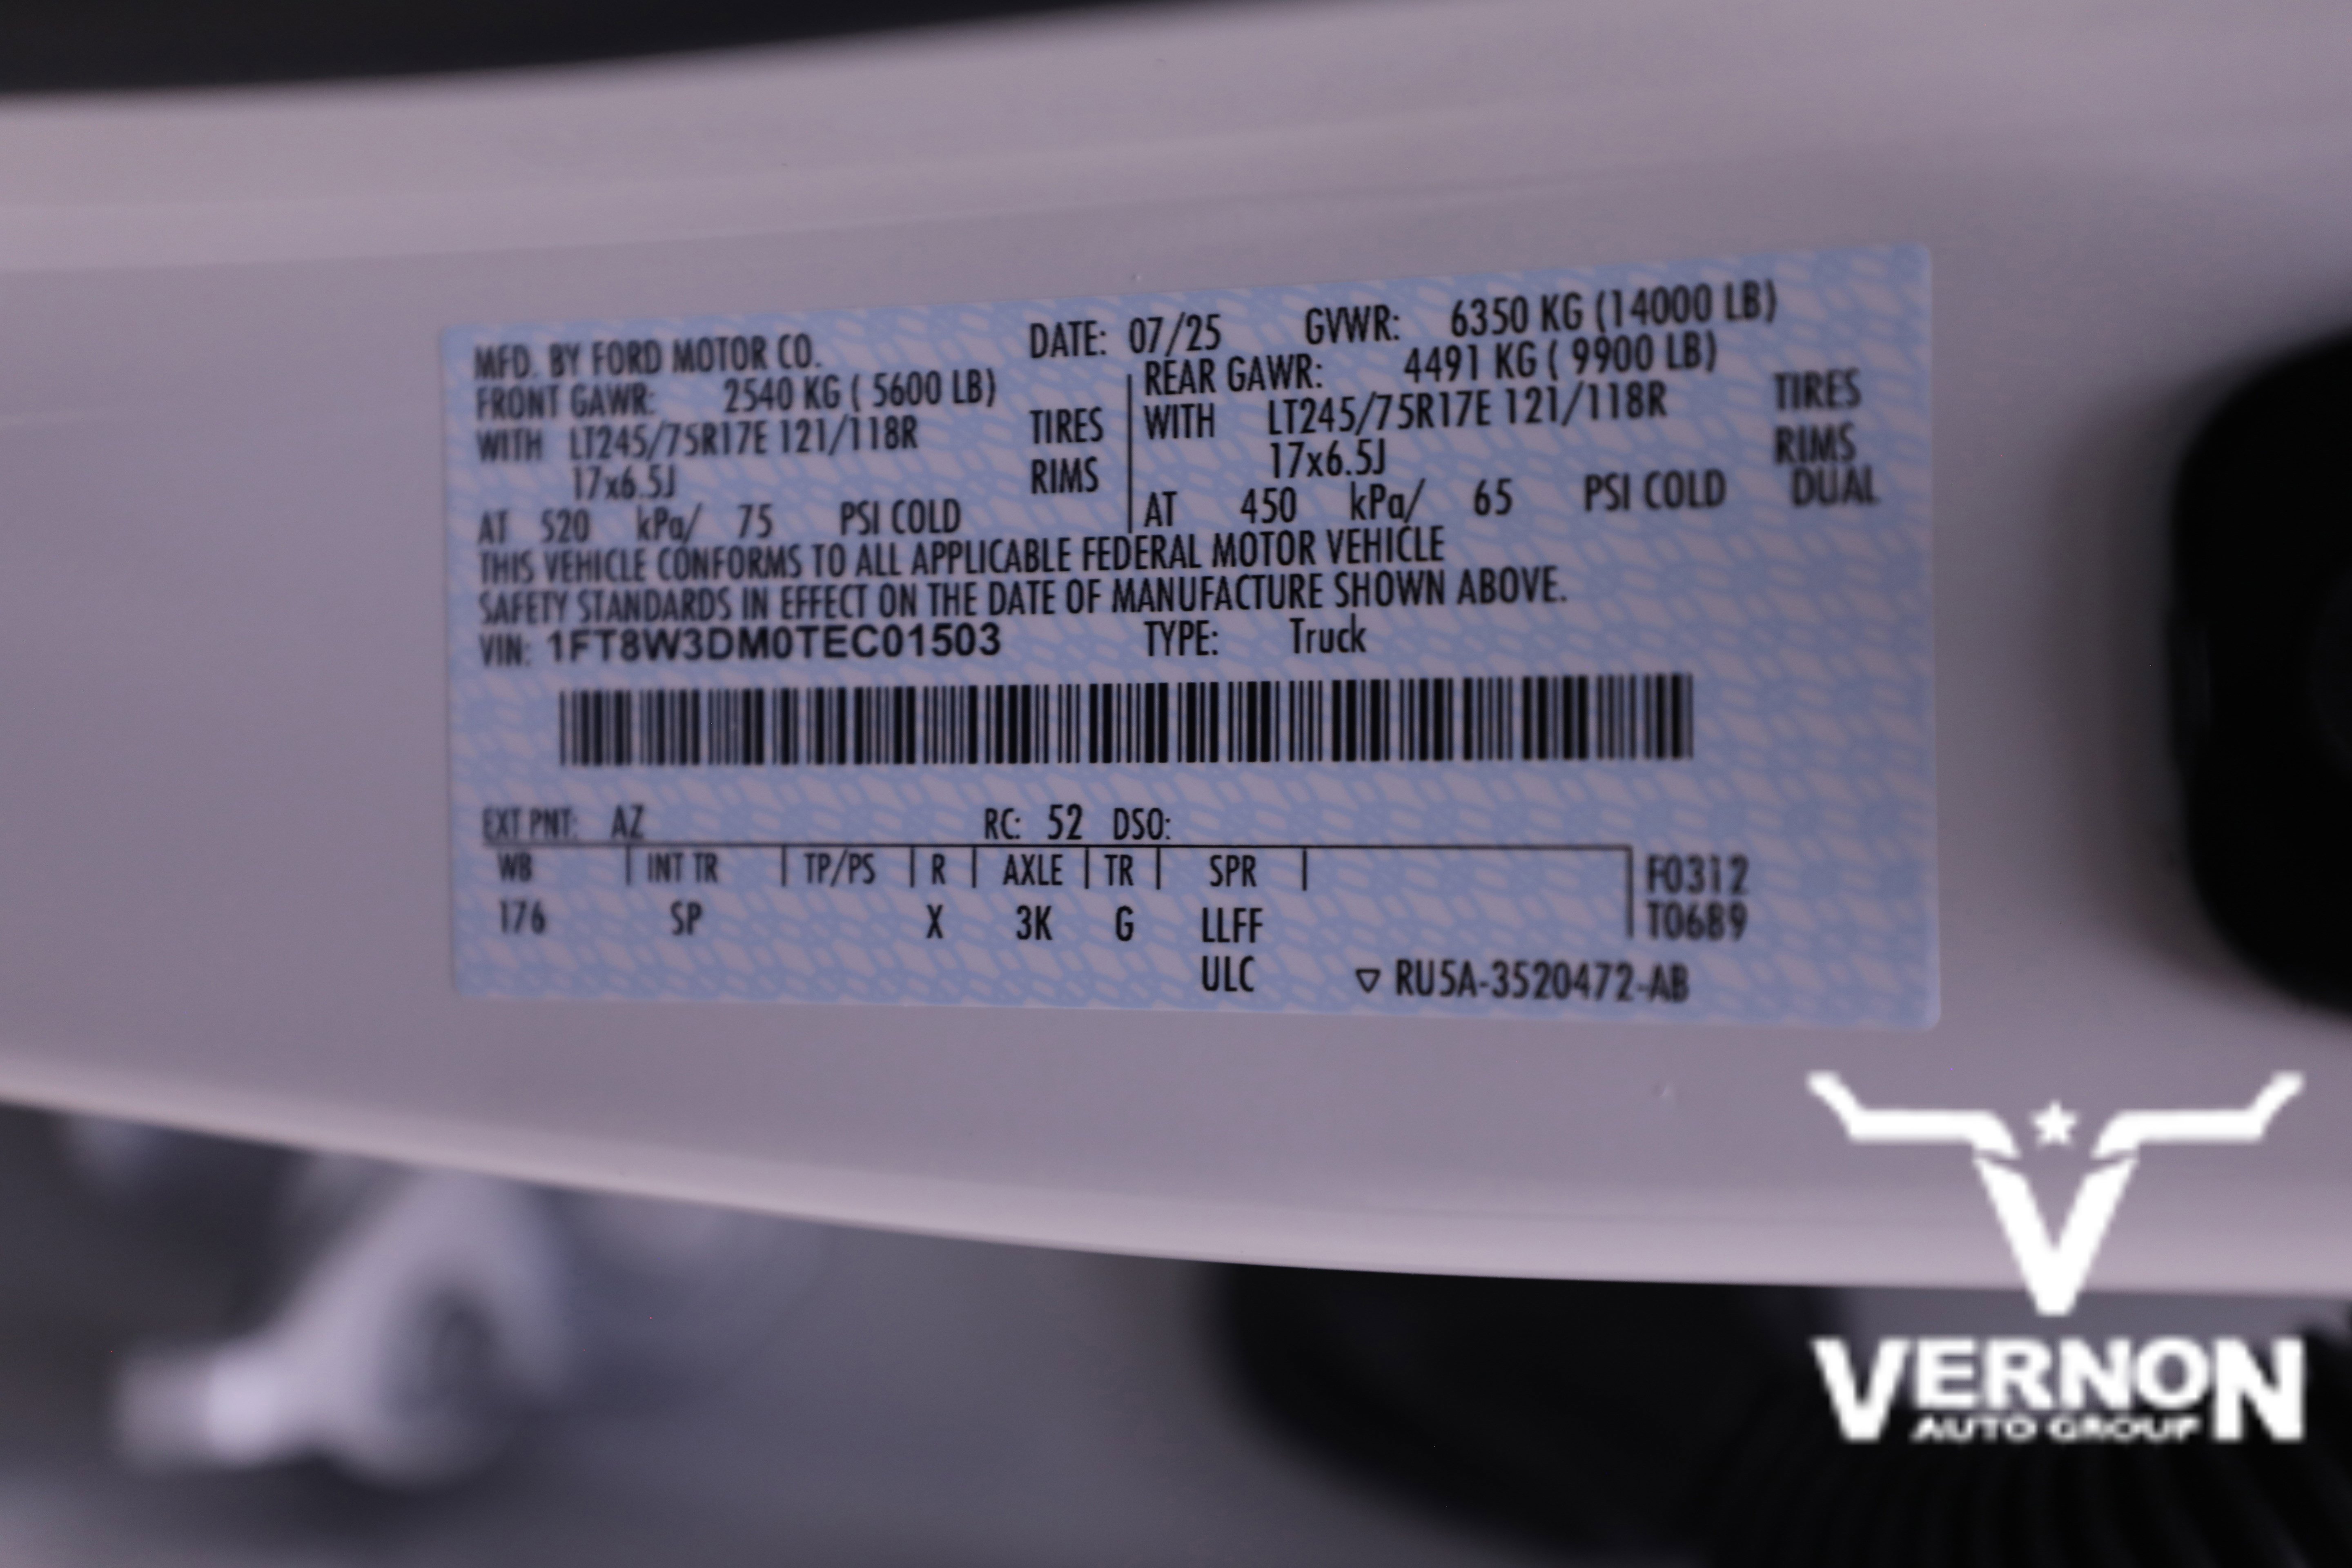 MFD. BY FORD MOTOR CO. DATE: 07/25 GVWR: 6350 KG (14000 LB)
FRONT GAWR: 2540 KG ( 5600 LB) REAR GAWR: 4491 KG ( 9900 LB)
WITH LT245/75R17E 121/118R TIRES WITH LT245/75R17E 121/118R TIRES
17x6.5J RIMS 17x6.5J RIMS
AT 520 kPa/ 75 PSI COLD AT 450 kPa/ 65 PSI COLD DUAL
THIS VEHICLE CONFORMS TO ALL APPLICABLE FEDERAL MOTOR VEHICLE
SAFETY STANDARDS IN EFFECT ON THE DATE OF MANUFACTURE SHOWN ABOVE.
VIN: 1FT8W3DM0TEC01503 TYPE: Truck
EXT PNT: AZ RC: 52 DSO:
WB INT TR TP/PS R AXLE TR SPR F0312
176 SP X 3K G LLFF T0689
ULC ▽ RU5A-3520472-AB
VERNON
AUTO GROUP